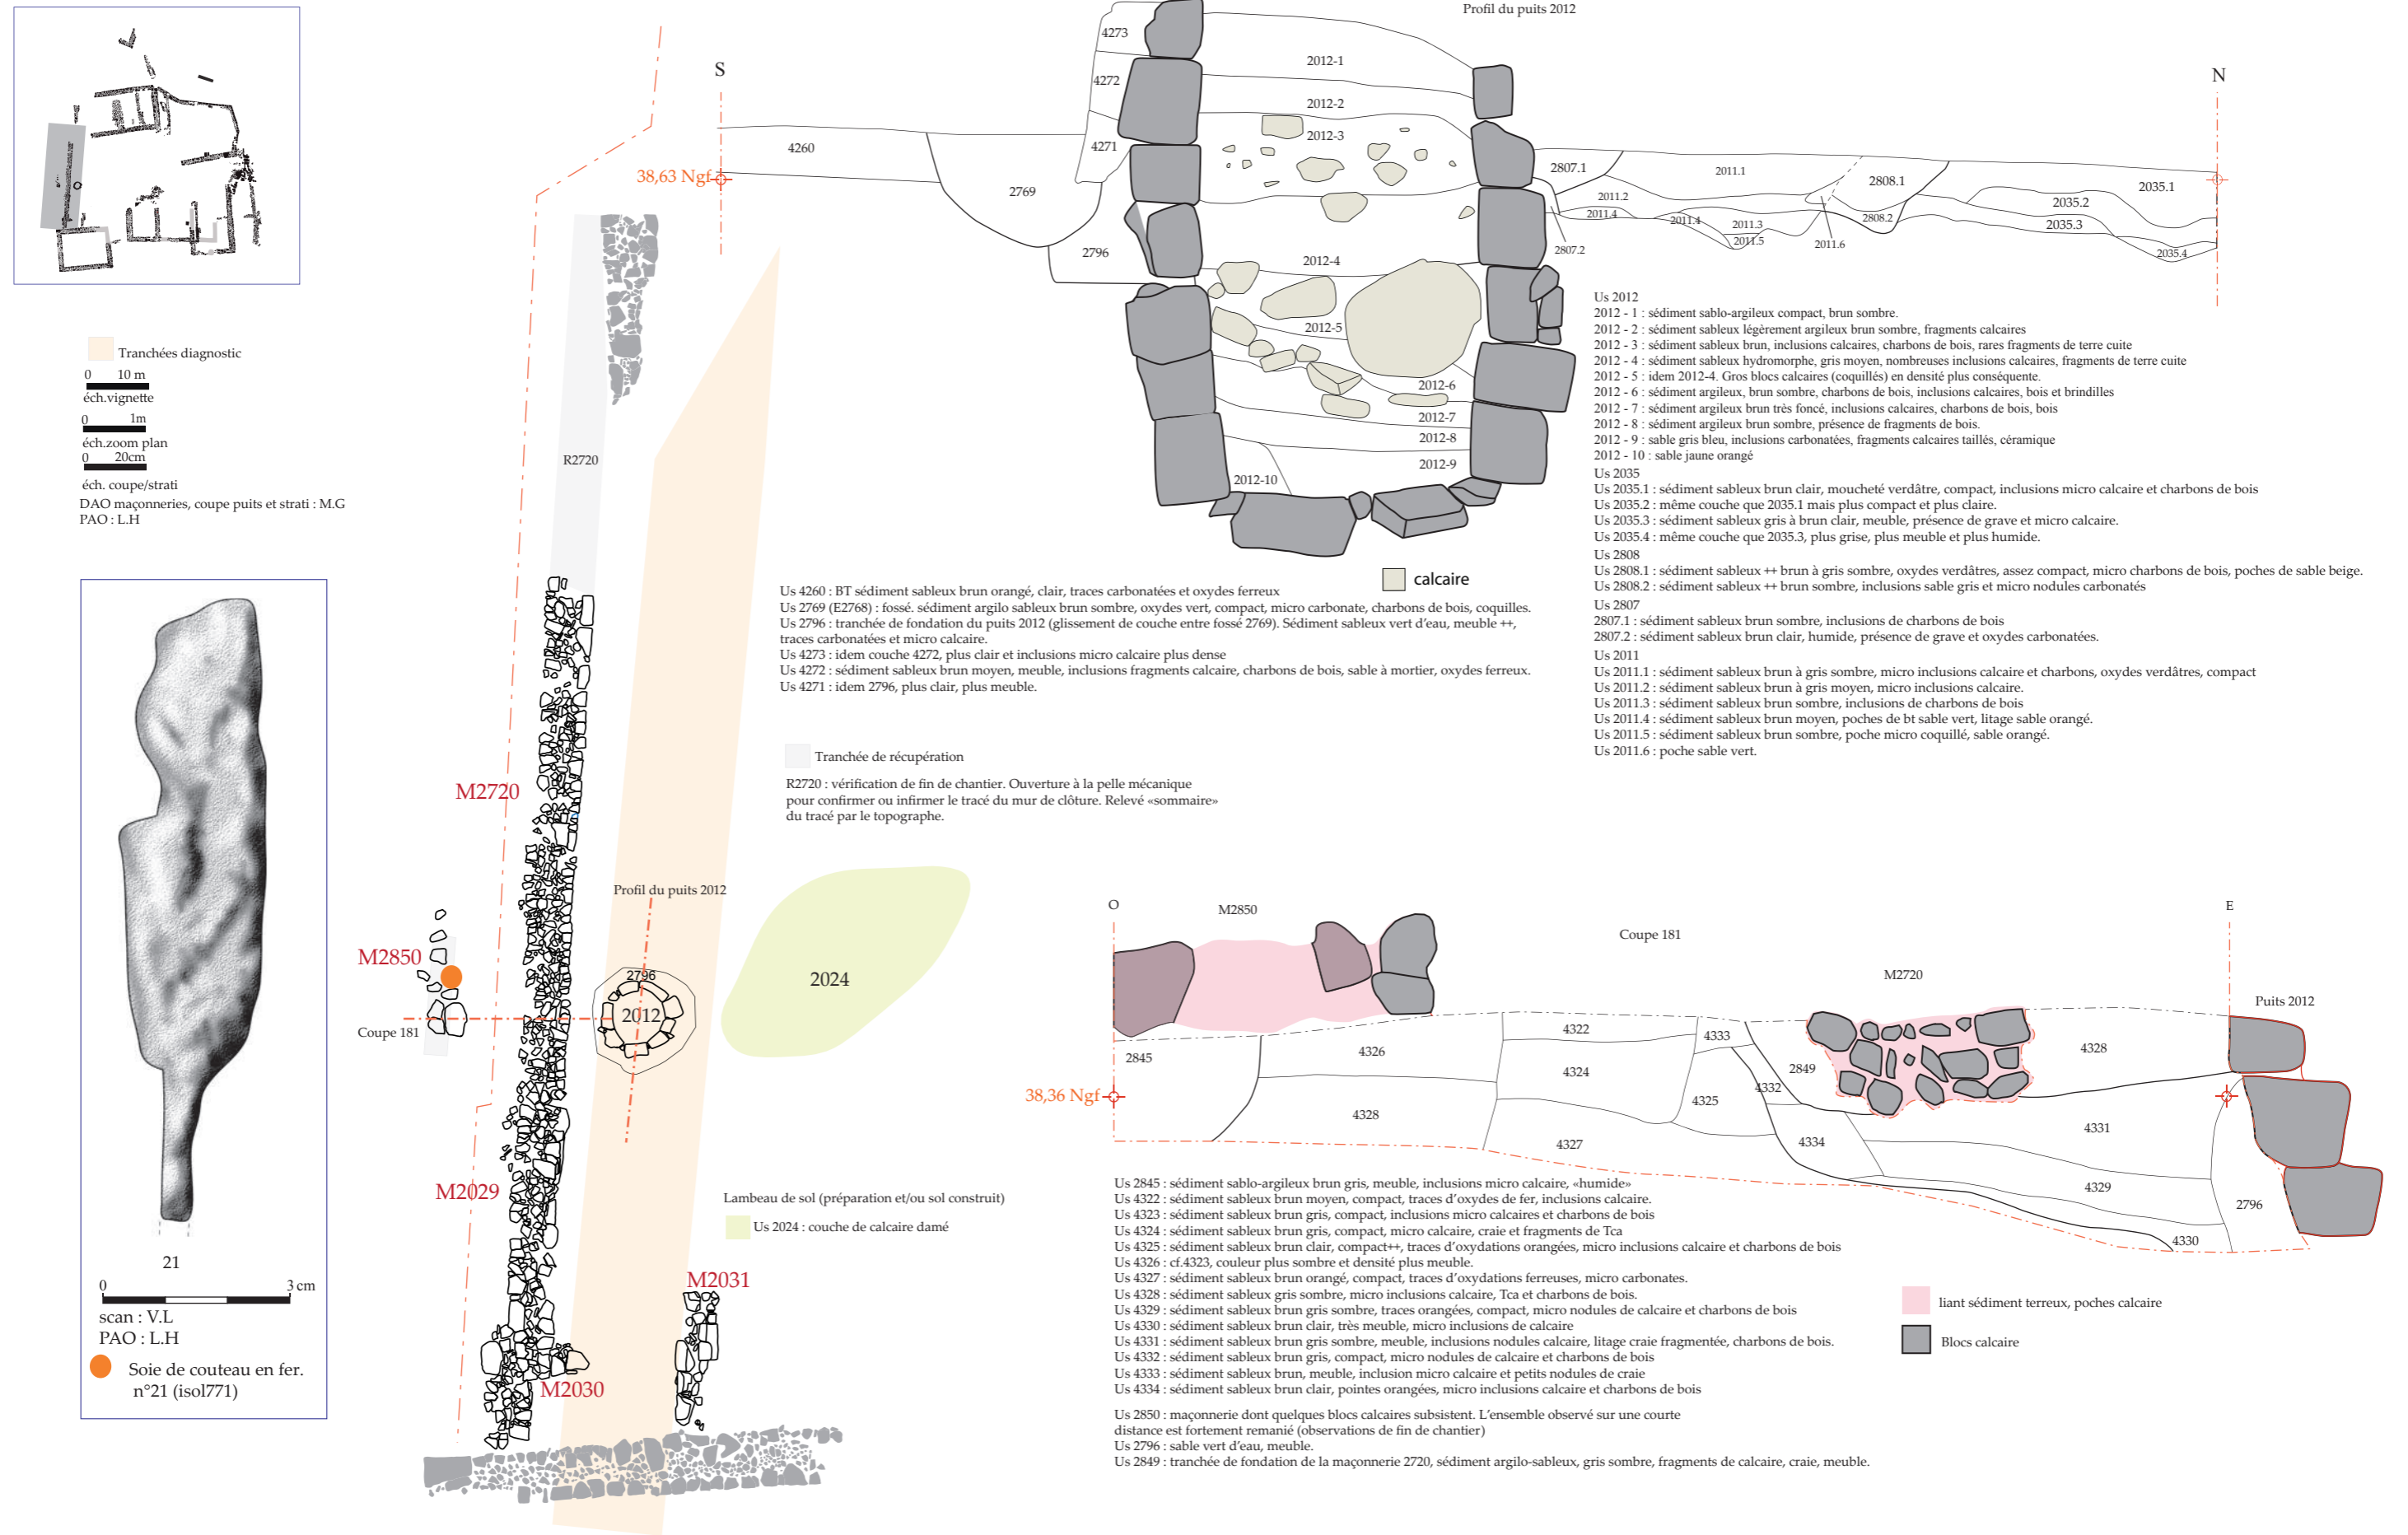 Profil du puits 2012
S
N
4273
4272
4271
4260
2769
2796
38,63 Ngf
2012-1
2012-2
2012-3
2012-4
2012-5
2012-6
2012-7
2012-8
2012-9
2012-10
2807.1
2807.2
2011.1
2011.2
2011.4
2011.4
2011.3
2011.5
2011.6
2808.1
2808.2
2035.1
2035.2
2035.3
2035.4
Tranchées diagnostic
0 10 m
éch.vignette
0 1m
éch.zoom plan
0 20cm
éch. coupe/strati
DAO maçonneries, coupe puits et strati : M.G
PAO : L.H
R2720
Us 2012
2012 - 1 : sédiment sablo-argileux compact, brun sombre.
2012 - 2 : sédiment sableux légèrement argileux brun sombre, fragments calcaires
2012 - 3 : sédiment sableux brun, inclusions calcaires, charbons de bois, rares fragments de terre cuite
2012 - 4 : sédiment sableux hydromorphe, gris moyen, nombreuses inclusions calcaires, fragments de terre cuite
2012 - 5 : idem 2012-4. Gros blocs calcaires (coquillés) en densité plus conséquente.
2012 - 6 : sédiment argileux, brun sombre, charbons de bois, inclusions calcaires, bois et brindilles
2012 - 7 : sédiment argileux brun très foncé, inclusions calcaires, charbons de bois, bois
2012 - 8 : sédiment argileux brun sombre, présence de fragments de bois.
2012 - 9 : sable gris bleu, inclusions carbonatées, fragments calcaires taillés, céramique
2012 - 10 : sable jaune orangé
Us 2035
Us 2035.1 : sédiment sableux brun clair, moucheté verdâtre, compact, inclusions micro calcaire et charbons de bois
Us 2035.2 : même couche que 2035.1 mais plus compact et plus claire.
Us 2035.3 : sédiment sableux gris à brun clair, meuble, présence de grave et micro calcaire.
Us 2035.4 : même couche que 2035.3, plus grise, plus meuble et plus humide.
Us 2808
Us 2808.1 : sédiment sableux ++ brun à gris sombre, oxydes verdâtres, assez compact, micro charbons de bois, poches de sable beige.
Us 2808.2 : sédiment sableux ++ brun sombre, inclusions sable gris et micro nodules carbonatés
Us 2807
2807.1 : sédiment sableux brun sombre, inclusions de charbons de bois
2807.2 : sédiment sableux brun clair, humide, présence de grave et oxydes carbonatées.
Us 2011
Us 2011.1 : sédiment sableux brun à gris sombre, micro inclusions calcaire et charbons, oxydes verdâtres, compact
Us 2011.2 : sédiment sableux brun à gris moyen, micro inclusions calcaire.
Us 2011.3 : sédiment sableux brun sombre, inclusions de charbons de bois
Us 2011.4 : sédiment sableux brun moyen, poches de bt sable vert, litage sable orangé.
Us 2011.5 : sédiment sableux brun sombre, poche micro coquillé, sable orangé.
Us 2011.6 : poche sable vert.
calcaire
Us 4260 : BT sédiment sableux brun orangé, clair, traces carbonatées et oxydes ferreux
Us 2769 (E2768) : fossé. sédiment argilo sableux brun sombre, oxydes vert, compact, micro carbonate, charbons de bois, coquilles.
Us 2796 : tranchée de fondation du puits 2012 (glissement de couche entre fossé 2769). Sédiment sableux vert d'eau, meuble ++,
traces carbonatées et micro calcaire.
Us 4273 : idem couche 4272, plus clair et inclusions micro calcaire plus dense
Us 4272 : sédiment sableux brun moyen, meuble, inclusions fragments calcaire, charbons de bois, sable à mortier, oxydes ferreux.
Us 4271 : idem 2796, plus clair, plus meuble.
Tranchée de récupération
R2720 : vérification de fin de chantier. Ouverture à la pelle mécanique
pour confirmer ou infirmer le tracé du mur de clôture. Relevé «sommaire»
du tracé par le topographe.
M2720
Profil du puits 2012
M2850
2796
2012
2024
Coupe 181
M2029
M2030
M2031
Lambeau de sol (préparation et/ou sol construit)
Us 2024 : couche de calcaire damé
21
0 3 cm
scan : V.L
PAO : L.H
Soie de couteau en fer.
n°21 (isol771)
O
M2850
Coupe 181
M2720
E
Puits 2012
38,36 Ngf
2845
4326
4328
4322
4324
4327
4333
4325
4332
2849
4334
4328
4331
4329
4330
2796
Us 2845 : sédiment sablo-argileux brun gris, meuble, inclusions micro calcaire, «humide»
Us 4322 : sédiment sableux brun moyen, compact, traces d'oxydes de fer, inclusions calcaire.
Us 4323 : sédiment sableux brun gris, compact, inclusions micro calcaires et charbons de bois
Us 4324 : sédiment sableux brun gris, compact, micro calcaire, craie et fragments de Tca
Us 4325 : sédiment sableux brun clair, compact++, traces d'oxydations orangées, micro inclusions calcaire et charbons de bois
Us 4326 : cf.4323, couleur plus sombre et densité plus meuble.
Us 4327 : sédiment sableux brun orangé, compact, traces d'oxydations ferreuses, micro carbonates.
Us 4328 : sédiment sableux gris sombre, micro inclusions calcaire, Tca et charbons de bois.
Us 4329 : sédiment sableux brun gris sombre, traces orangées, compact, micro nodules de calcaire et charbons de bois
Us 4330 : sédiment sableux brun clair, très meuble, micro inclusions de calcaire
Us 4331 : sédiment sableux brun gris sombre, meuble, inclusions nodules calcaire, litage craie fragmentée, charbons de bois.
Us 4332 : sédiment sableux brun gris, compact, micro nodules de calcaire et charbons de bois
Us 4333 : sédiment sableux brun, meuble, inclusion micro calcaire et petits nodules de craie
Us 4334 : sédiment sableux brun clair, pointes orangées, micro inclusions calcaire et charbons de bois
Us 2850 : maçonnerie dont quelques blocs calcaires subsistent. L'ensemble observé sur une courte
distance est fortement remanié (observations de fin de chantier)
Us 2796 : sable vert d'eau, meuble.
Us 2849 : tranchée de fondation de la maçonnerie 2720, sédiment argilo-sableux, gris sombre, fragments de calcaire, craie, meuble.
liant sédiment terreux, poches calcaire
Blocs calcaire